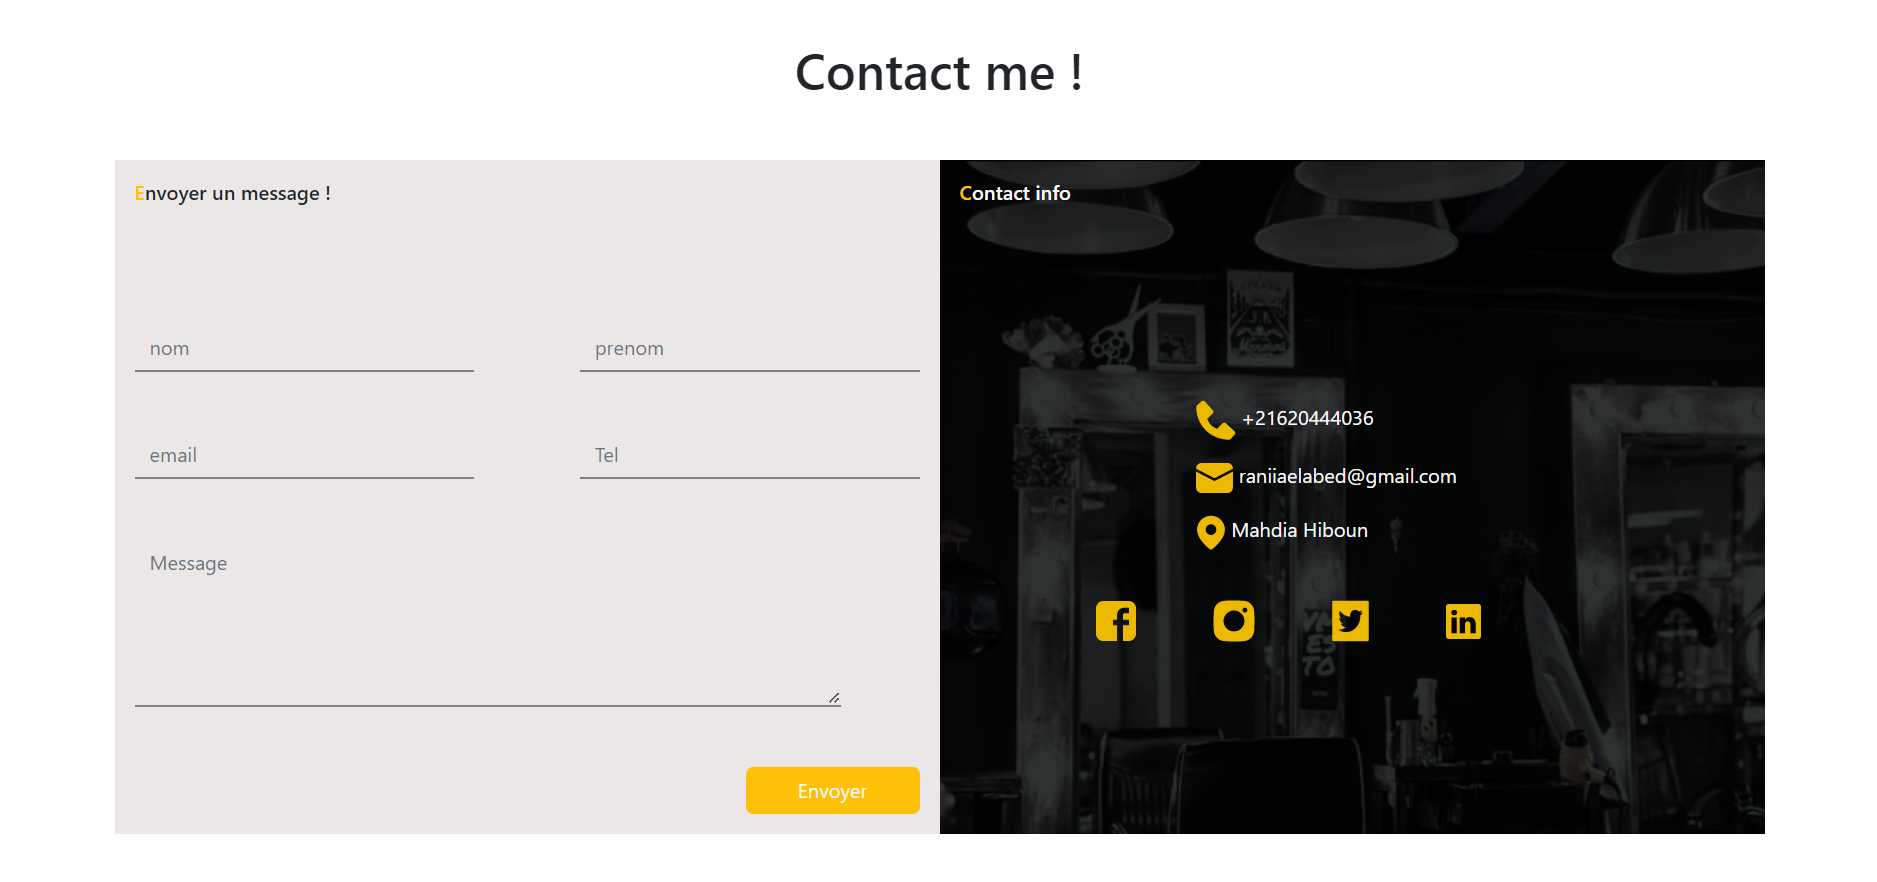 Contact me !
Envoyer un message !
nom
prenom
email
Tel
Message
Envoyer
Contact info
+21620444036
raniiaelabed@gmail.com
Mahdia Hiboun